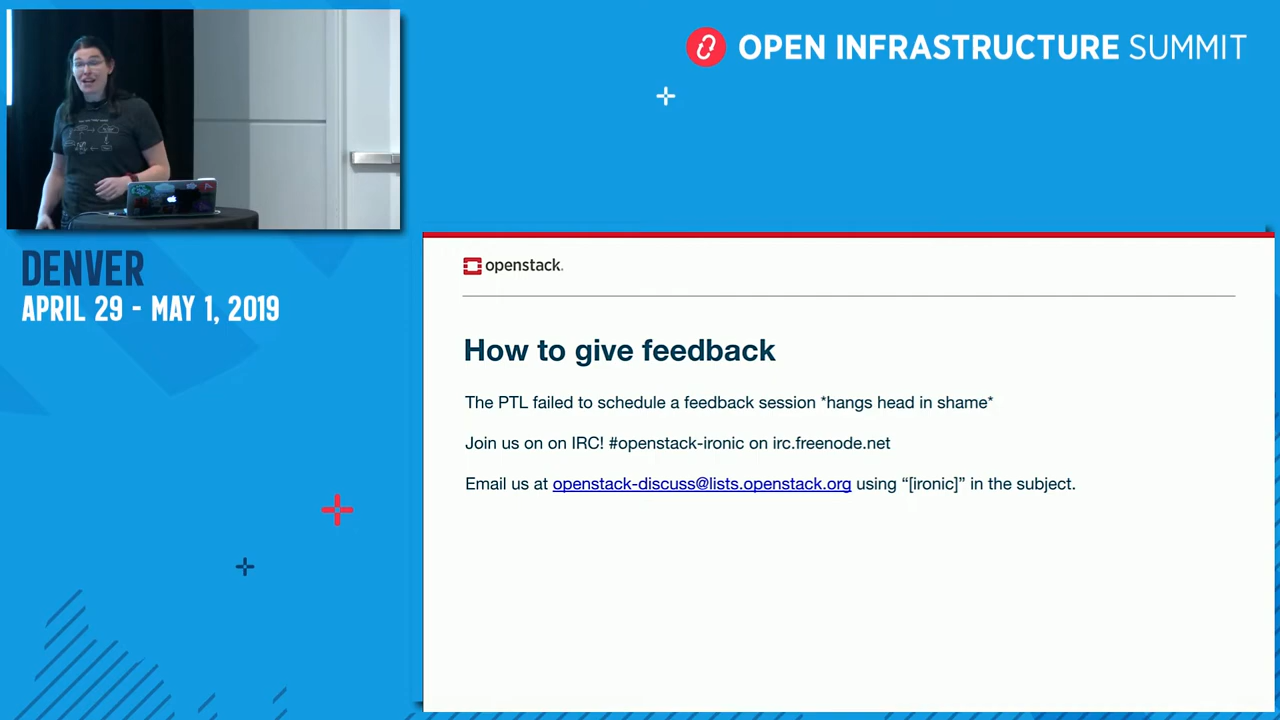 OPEN INFRASTRUCTURE SUMMIT
DENVER
APRIL 29 - MAY 1, 2019
openstack.
How to give feedback
The PTL failed to schedule a feedback session *hangs head in shame*
Join us on on IRC! #openstack-ironic on irc.freenode.net
Email us at openstack-discuss@lists.openstack.org using “[ironic]” in the subject.